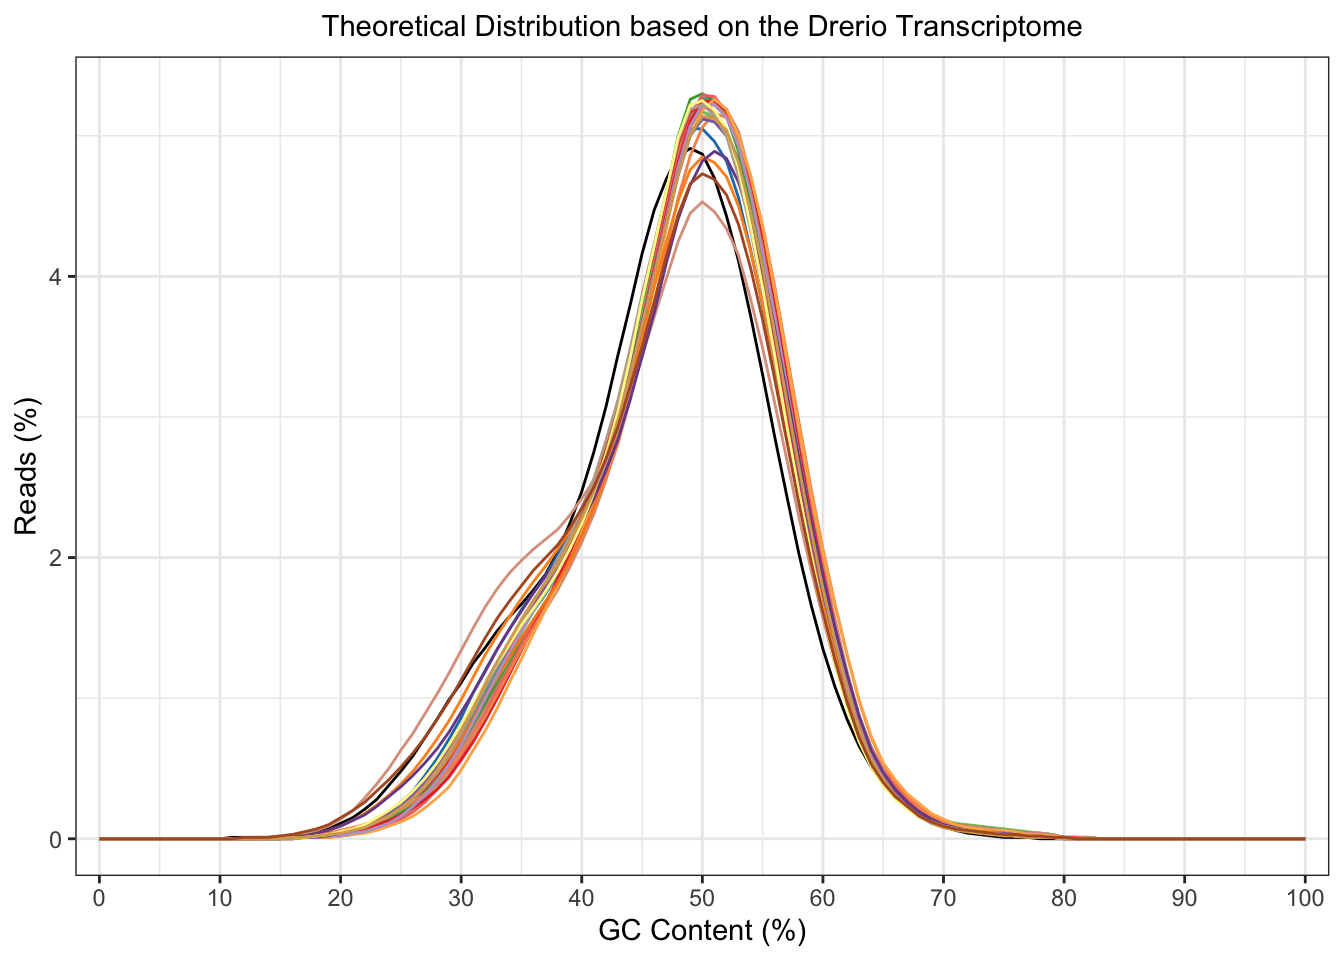 Theoretical Distribution based on the Drerio Transcriptome
Reads (%)
4
2
0
0 10 20 30 40 50 60 70 80 90 100
GC Content (%)